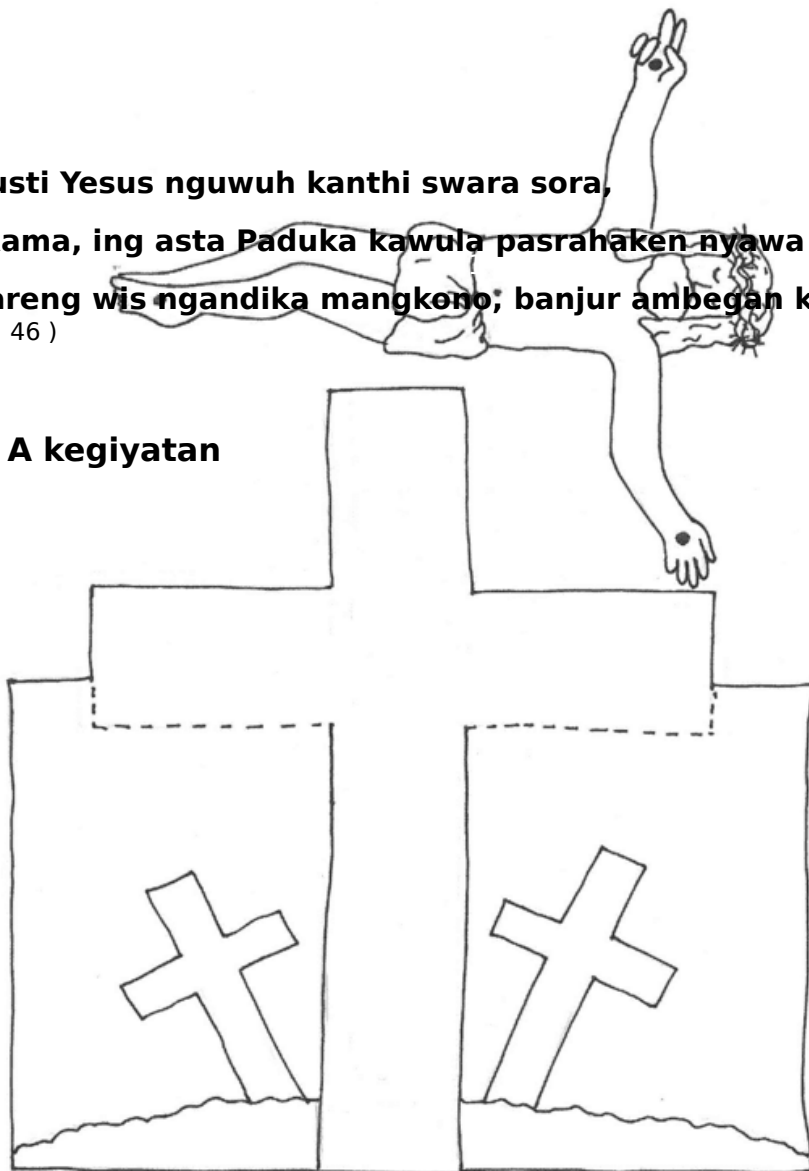 usti Yesus nguwuh kanthi swara sora,
ama, ing asta Paduka kawula pasrahaken nyawa
areng wis ngandika mangkono, banjur ambegan k
46 )
A kegiyatan